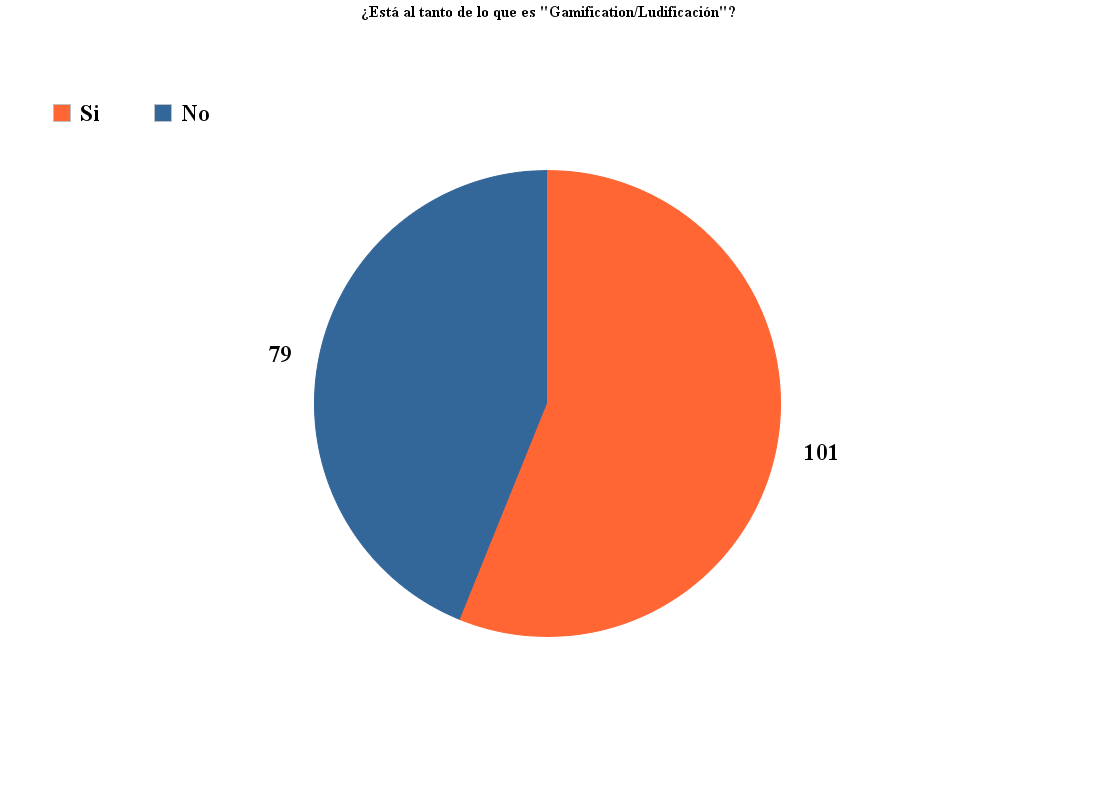 ¿Está al tanto de lo que es "Gamification/Ludificación"?
Si No
79
101